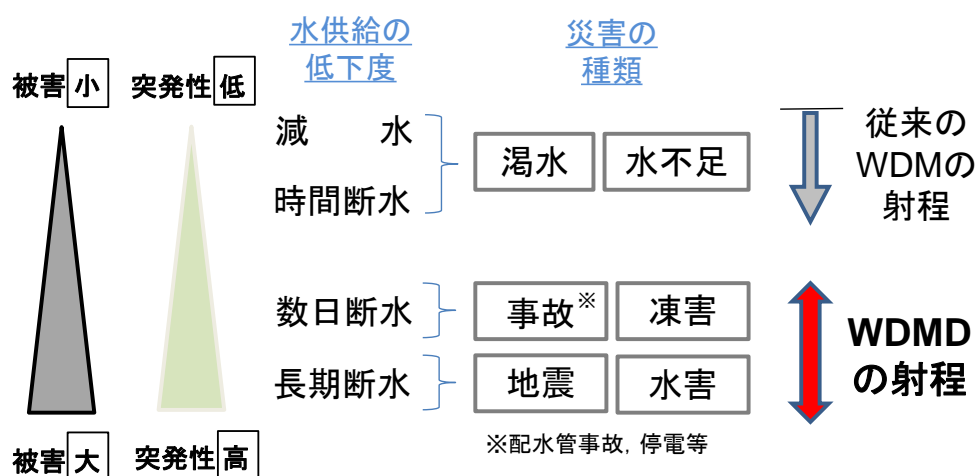 水供給の
低下度
災害の
種類
被害 小
突発性 低
減　水
時間断水
渇水
水不足
従来の
WDMの
射程
数日断水
事故※
凍害
長期断水
地震
水害
WDMD
の射程
被害 大
突発性 高
※配水管事故, 停電等